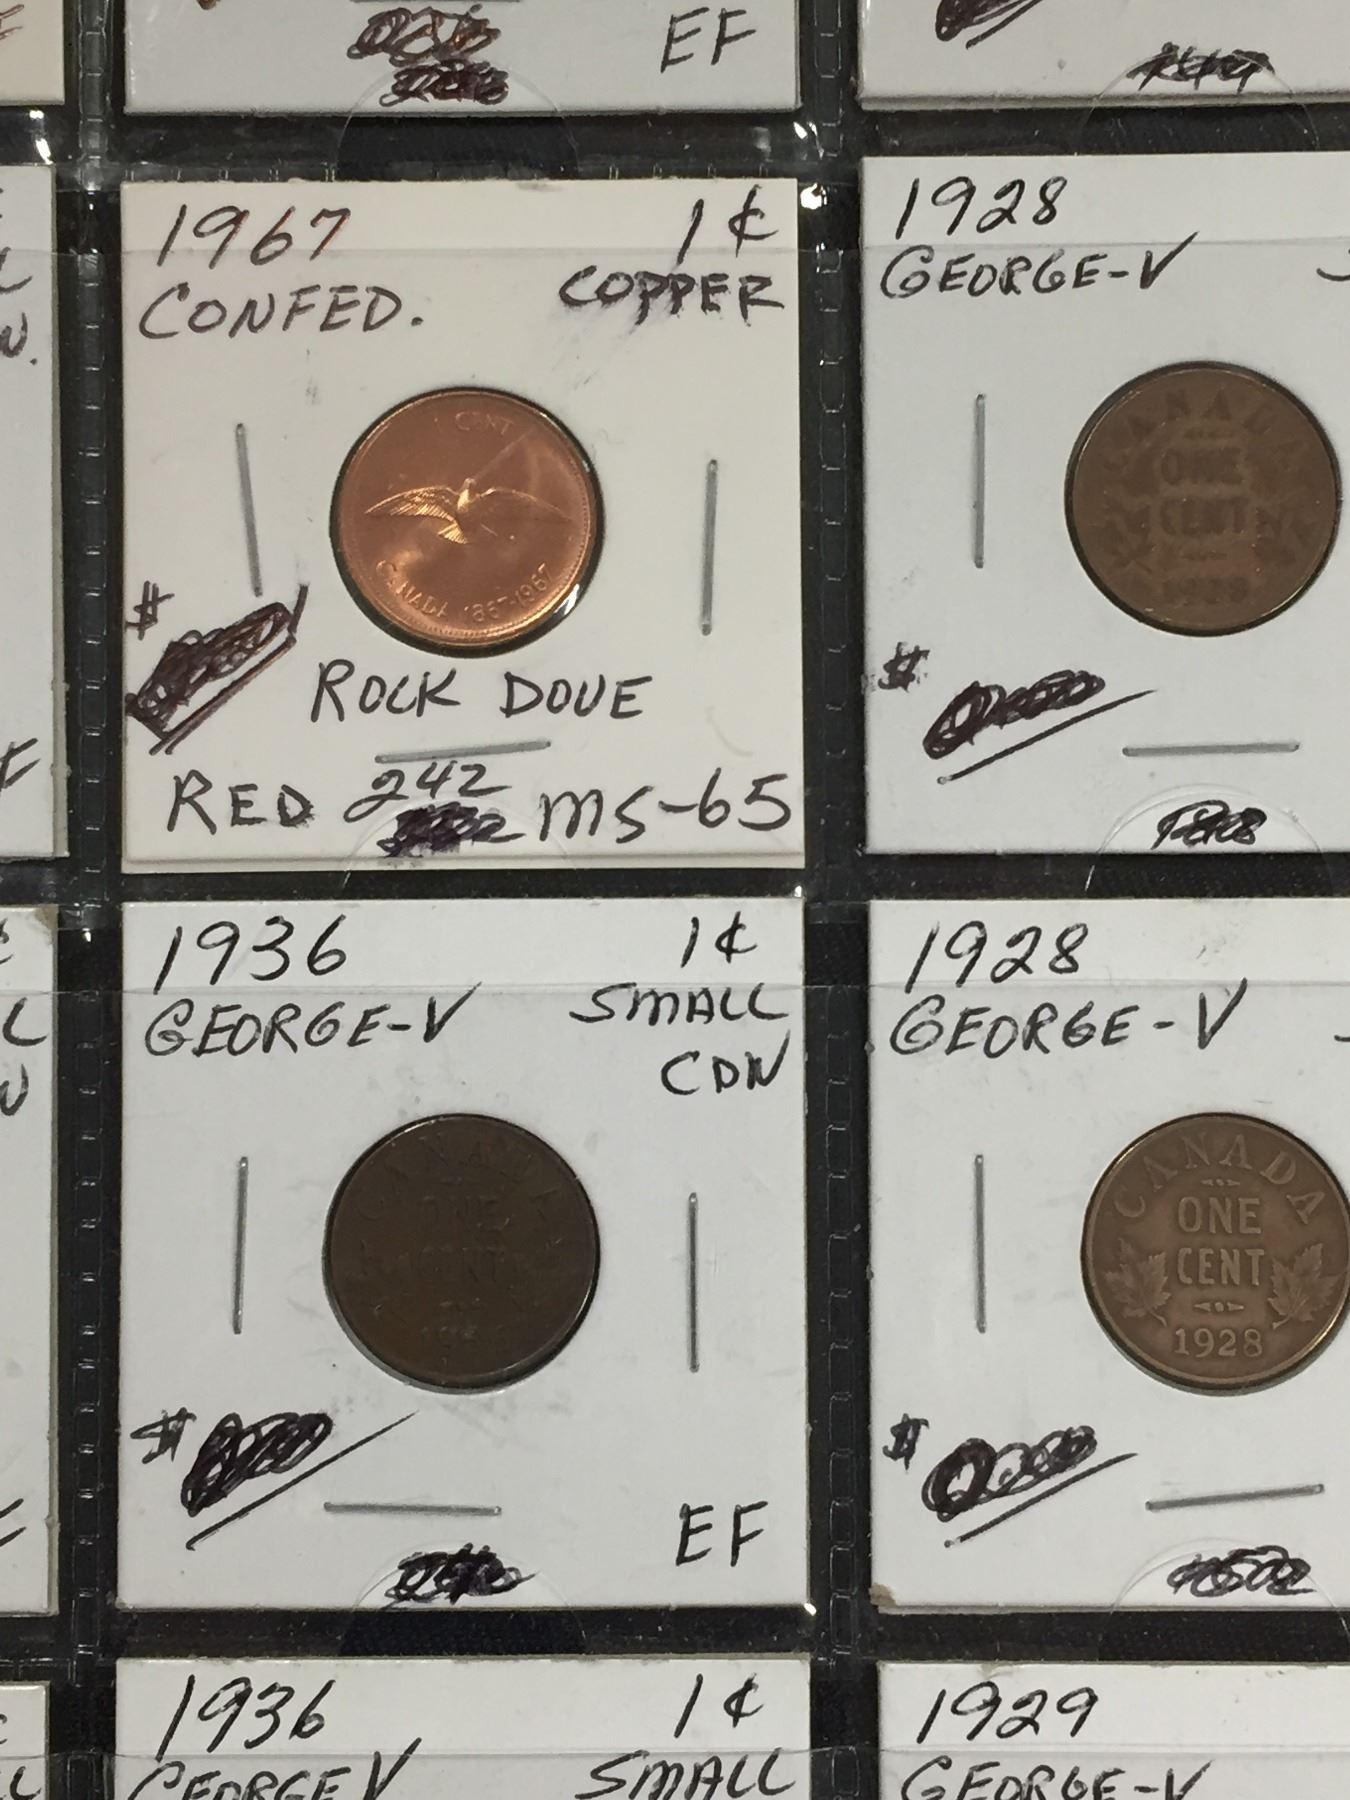 EF
1967 1¢
CONFED. COPPER
1 CENT
CANADA 1867-1967
$
ROCK DOVE
RED 242 MS-65
1928
GEORGE-V
CANADA
ONE
CENT
1928
$
1936 1¢
GEORGE-V SMALL
CDN
CANADA
ONE
CENT
$
EF
1928
GEORGE-V
CANADA
ONE
CENT
1928
$
1936 1¢
GEORGE V SMALL
1929
GEORGE-V